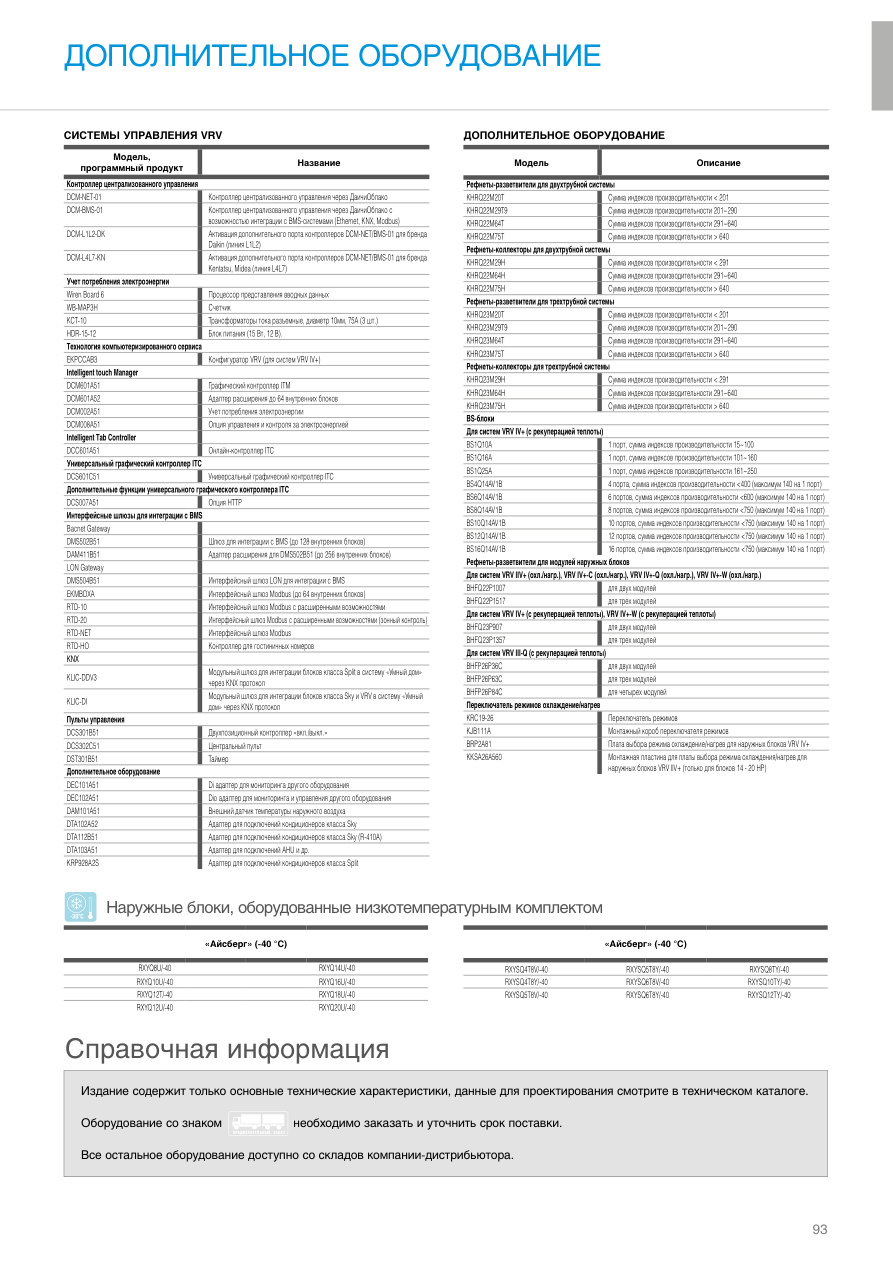 ДОПОЛНИТЕЛЬНОЕ ОБОРУДОВАНИЕ
СИСТЕМЫ УПРАВЛЕНИЯ VRV
Модель,
программный продукт
Название
Контроллер централизованного управления
DCM-NET-01 Контроллер централизованного управления через ДаичиОблако
DCM-BMS-01 Контроллер централизованного управления через ДаичиОблако с
возможностью интеграции с BMS-системами (Ethernet, KNX, Modbus)
DCM-L1L2-DK Активация дополнительного порта контроллеров DCM-NET/BMS-01 для бренда
Daikin (линия L1L2)
DCM-L4L7-KN Активация дополнительного порта контроллеров DCM-NET/BMS-01 для бренда
Kentatsu, Midea (линия L4L7)
Учет потребления электроэнергии
Wiren Board 6 Процессор представления вводных данных
WB-MAP3H Счетчик
KCT-10 Трансформаторы тока разъемные, диаметр 10мм, 75А (3 шт.)
HDR-15-12 Блок питания (15 Вт, 12 В).
Технология компьютеризированного сервиса
EKPCCAB3 Конфигуратор VRV (для систем VRV IV+)
Intelligent touch Manager
DCM601A51 Графический контроллер ITM
DCM601A52 Адаптер расширения до 64 внутренних блоков
DCM002A51 Учет потребления электроэнергии
DCM008A51 Опция управления и контроля за электроэнергией
Intelligent Tab Controller
DCC601A51 Онлайн-контроллер ITC
Универсальный графический контроллер ITC
DCS601C51 Универсальный графический контроллер ITC
Дополнительные функции универсального графического контроллера ITC
DCS007A51 Опция HTTP
Интерфейсные шлюзы для интеграции с BMS
Bacnet Gateway
DMS502B51 Шлюз для интеграции с BMS (до 128 внутренних блоков)
DAM411B51 Адаптер расширения для DMS502B51 (до 256 внутренних блоков)
LON Gateway
DMS504B51 Интерфейсный шлюз LON для интеграции с BMS
EKMBDXA Интерфейсный шлюз Modbus (до 64 внутренних блоков)
RTD-10 Интерфейсный шлюз Modbus с расширенными возможностями
RTD-20 Интерфейсный шлюз Modbus с расширенными возможностями (зонный контроль)
RTD-NET Интерфейсный шлюз Modbus
RTD-HO Контроллер для гостиничных номеров
KNX
KLIC-DDV3 Модульный шлюз для интеграции блоков класса Split в систему «Умный дом»
через KNX протокол
KLIC-DI Модульный шлюз для интеграции блоков класса Sky и VRV в систему «Умный
дом» через KNX протокол
Пульты управления
DCS301B51 Двухпозиционный контроллер «вкл./выкл.»
DCS302C51 Центральный пульт
DST301B51 Таймер
Дополнительное оборудование
DEC101A51 Di адаптер для мониторинга другого оборудования
DEC102A51 Dio адаптер для мониторинга и управления другого оборудования
DAM101A51 Внешний датчик температуры наружного воздуха
DTA102A52 Адаптер для подключений кондиционеров класса Sky
DTA112B51 Адаптер для подключений кондиционеров класса Sky (R-410A)
DTA103A51 Адаптер для подключений AHU и др.
KRP928A2S Адаптер для подключений кондиционеров класса Split
ДОПОЛНИТЕЛЬНОЕ ОБОРУДОВАНИЕ
Модель Описание
Рефнеты-разветвители для двухтрубной системы
KHRQ22M20T Сумма индексов производительности < 201
KHRQ22M29T9 Сумма индексов производительности 201–290
KHRQ22M64T Сумма индексов производительности 291–640
KHRQ22M75T Сумма индексов производительности > 640
Рефнеты-коллекторы для двухтрубной системы
KHRQ22M29H Сумма индексов производительности < 291
KHRQ22M64H Сумма индексов производительности 291–640
KHRQ22M75H Сумма индексов производительности > 640
Рефнеты-разветвители для трехтрубной системы
KHRQ23M20T Сумма индексов производительности < 201
KHRQ23M29T9 Сумма индексов производительности 201–290
KHRQ23M64T Сумма индексов производительности 291–640
KHRQ23M75T Сумма индексов производительности > 640
Рефнеты-коллекторы для трехтрубной системы
KHRQ23M29H Сумма индексов производительности < 291
KHRQ23M64H Сумма индексов производительности 291–640
KHRQ23M75H Сумма индексов производительности > 640
BS-блоки
Для систем VRV IV+ (с рекуперацией теплоты)
BS1Q10A 1 порт, сумма индексов производительности 15~100
BS1Q16A 1 порт, сумма индексов производительности 101~160
BS1Q25A 1 порт, сумма индексов производительности 161~250
BS4Q14AV1B 4 порта, сумма индексов производительности <400 (максимум 140 на 1 порт)
BS6Q14AV1B 6 портов, сумма индексов производительности <600 (максимум 140 на 1 порт)
BS8Q14AV1B 8 портов, сумма индексов производительности <750 (максимум 140 на 1 порт)
BS10Q14AV1B 10 портов, сумма индексов производительности <750 (максимум 140 на 1 порт)
BS12Q14AV1B 12 портов, сумма индексов производительности <750 (максимум 140 на 1 порт)
BS16Q14AV1B 16 портов, сумма индексов производительности <750 (максимум 140 на 1 порт)
Рефнеты-разветвители для модулей наружных блоков
Для систем VRV IIV+ (охл./нагр.), VRV IV+-C (охл./нагр.), VRV IV+-Q (охл./нагр.), VRV IV+-W (охл./нагр.)
BHFQ22P1007 для двух модулей
BHFQ22P1517 для трех модулей
Для систем VRV IV+ (с рекуперацией теплоты), VRV IV+-W (с рекуперацией теплоты)
BHFQ23P907 для двух модулей
BHFQ23P1357 для трех модулей
Для систем VRV III-Q (с рекуперацией теплоты)
BHFP26P36C для двух модулей
BHFP26P63C для трех модулей
BHFP26P84C для четырех модулей
Переключатель режимов охлаждение/нагрев
KRC19-26 Переключатель режимов
KJB111A Монтажный короб переключателя режимов
BRP2A81 Плата выбора режима охлаждение/нагрев для наружных блоков VRV IV+
KKSA26A560 Монтажная пластина для платы выбора режима охлаждения/нагрев для
наружных блоков VRV IIV+ (только для блоков 14 - 20 HP)
-30°C
Наружные блоки, оборудованные низкотемпературным комплектом
«Айсберг» (-40 °C)
RXYQ8U/-40 RXYQ14U/-40
RXYQ10U/-40 RXYQ16U/-40
RXYQ12T/-40 RXYQ18U/-40
RXYQ12U/-40 RXYQ20U/-40
«Айсберг» (-40 °C)
RXYSQ4T8V/-40 RXYSQ5T8Y/-40 RXYSQ8TY/-40
RXYSQ4T8Y/-40 RXYSQ6T8V/-40 RXYSQ10TY/-40
RXYSQ5T8V/-40 RXYSQ6T8Y/-40 RXYSQ12TY/-40
Справочная информация
Издание содержит только основные технические характеристики, данные для проектирования смотрите в техническом каталоге.
Оборудование со знаком необходимо заказать и уточнить срок поставки.
Все остальное оборудование доступно со складов компании-дистрибьютора.
93